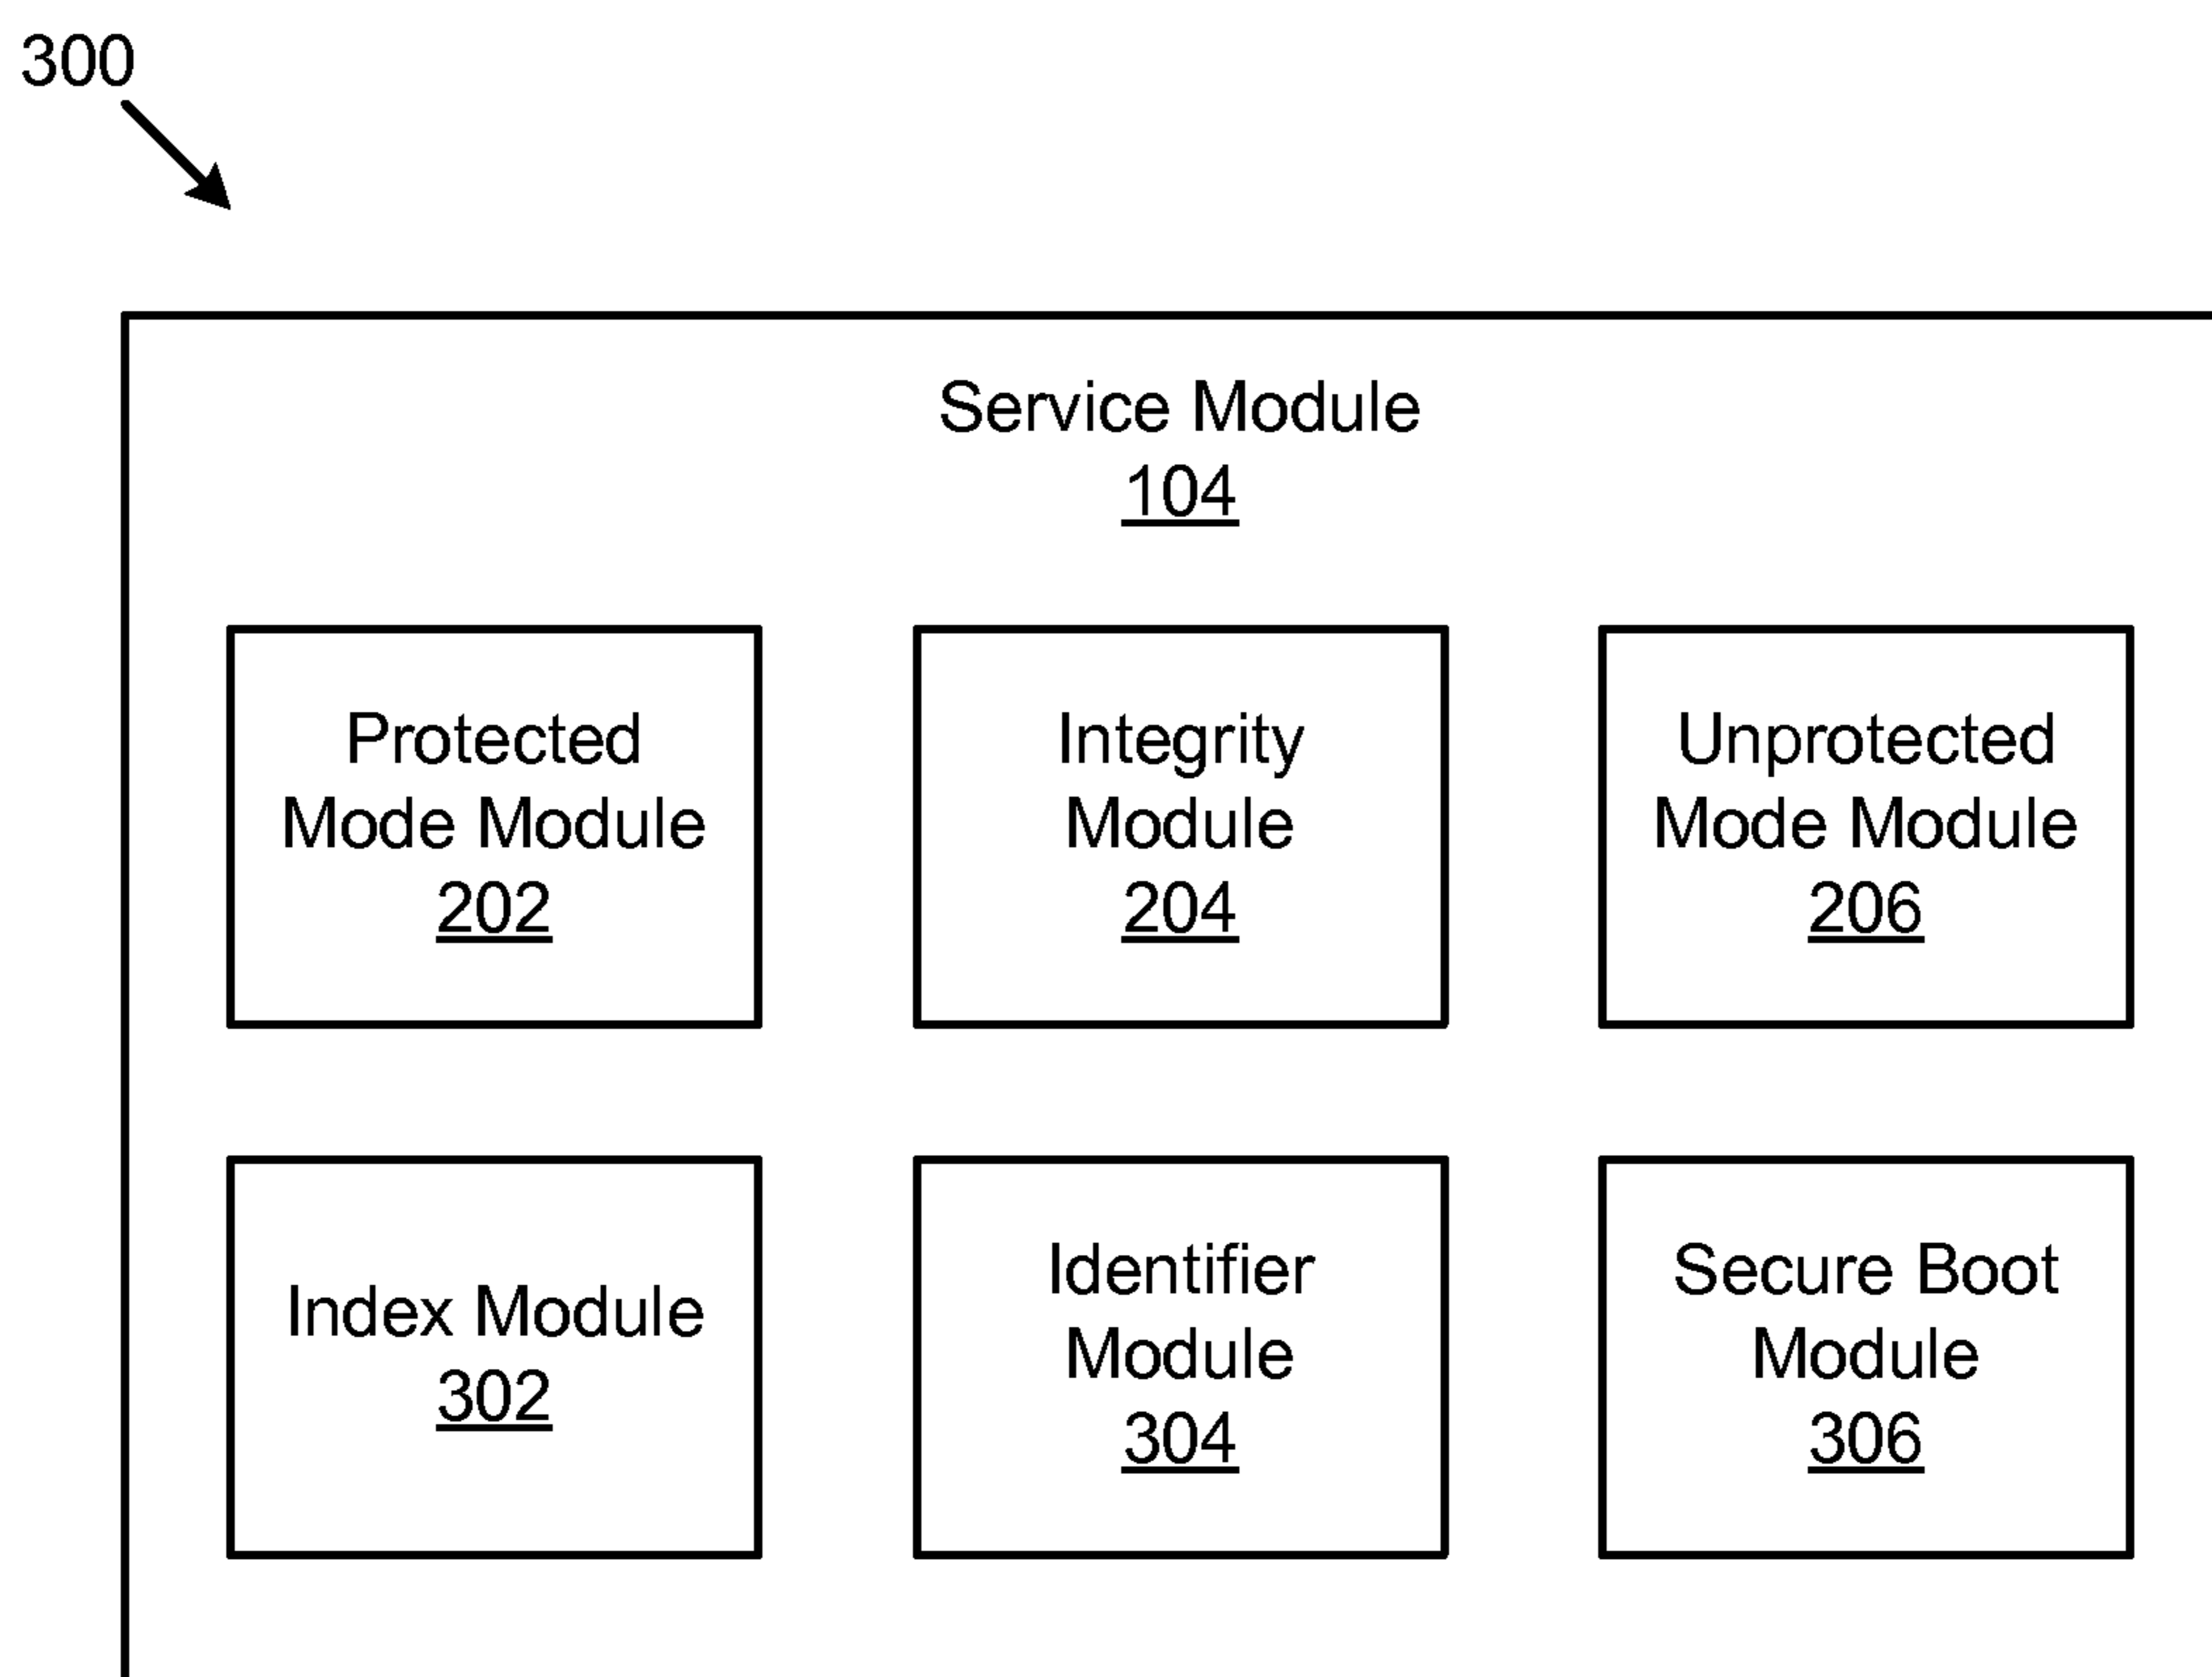 300
Service Module
104
Protected
Mode Module
202
Integrity
Module
204
Unprotected
Mode Module
206
Index Module
302
Identifier
Module
304
Secure Boot
Module
306